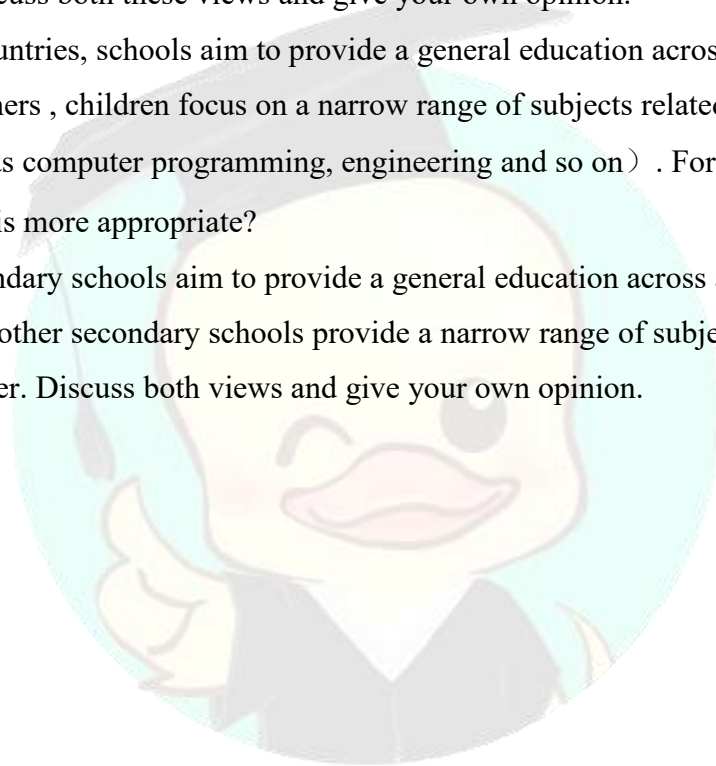 cuss both these views and give your own opinion.
untries, schools aim to provide a general education acros
ners , children focus on a narrow range of subjects related
as computer programming, engineering and so on） . For
is more appropriate?
ndary schools aim to provide a general education across
other secondary schools provide a narrow range of subje
er. Discuss both views and give your own opinion.